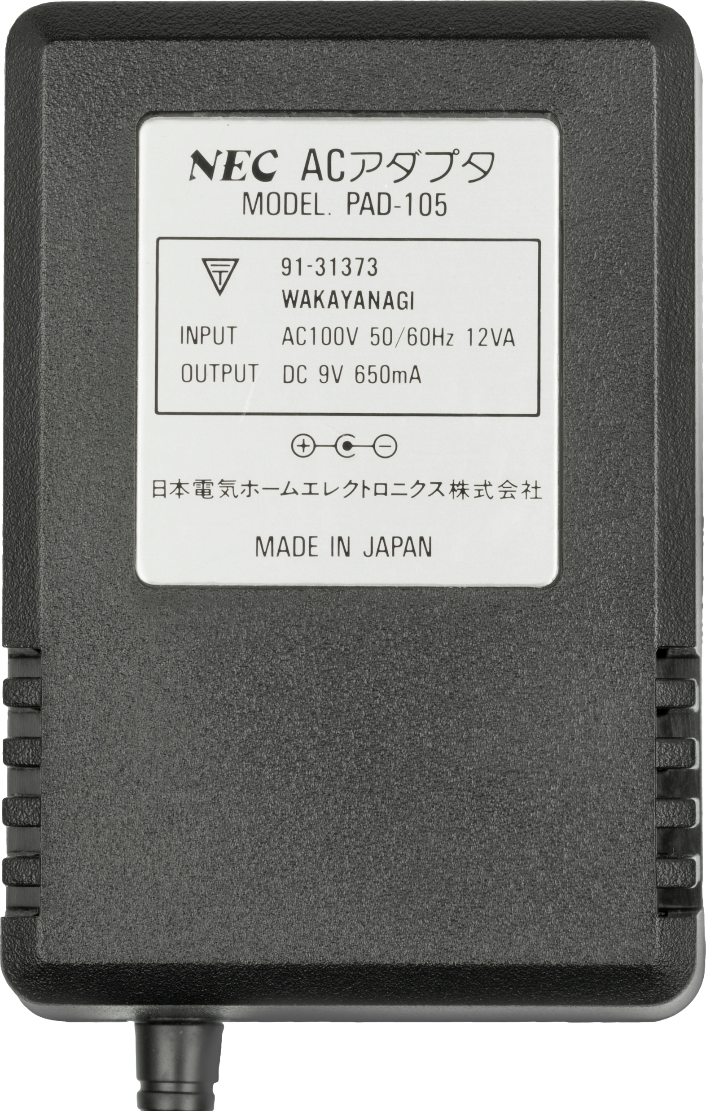 NEC ACアダプタ
MODEL. PAD-105
91-31373
WAKAYANAGI
INPUT AC100V 50/60Hz 12VA
OUTPUT DC 9V 650mA
日本電気ホームエレクトロニクス株式会社
MADE IN JAPAN